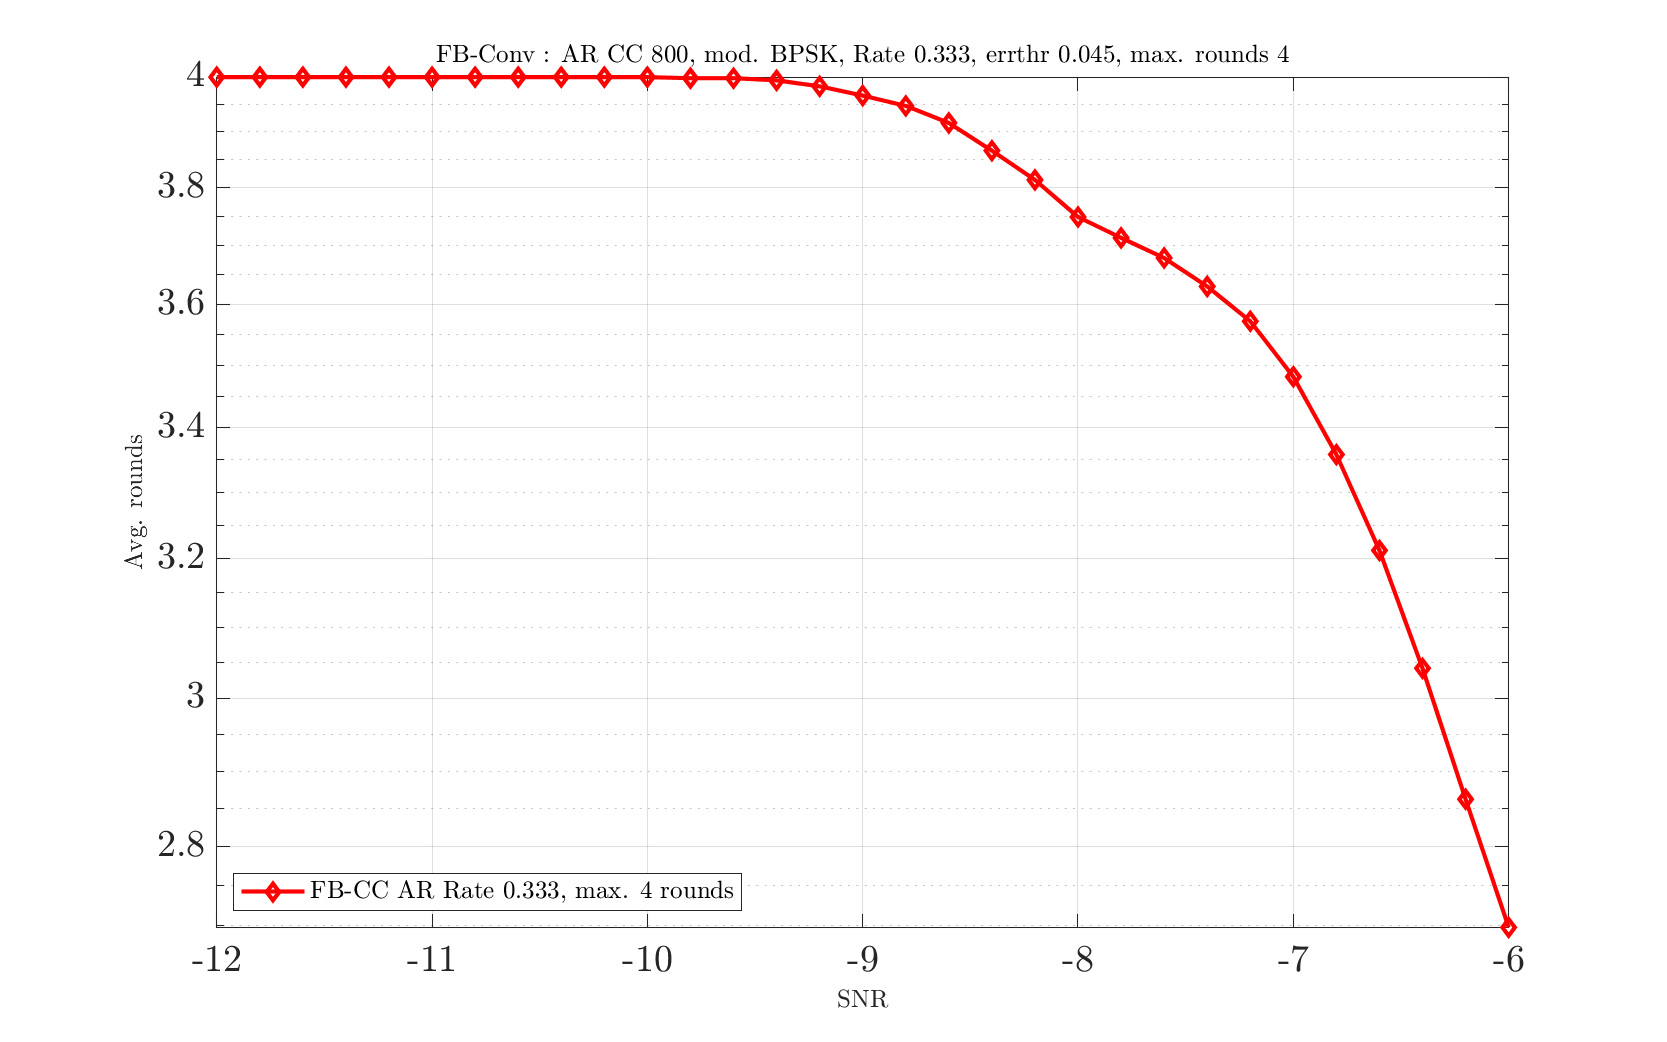 FB-Conv : AR CC 800, mod. BPSK, Rate 0.333, errthr 0.045, max. rounds 4
4
3.8
3.6
3.4
3.2
3
2.8
Avg. rounds
FB-CC AR Rate 0.333, max. 4 rounds
-12 -11 -10 -9 -8 -7 -6
SNR